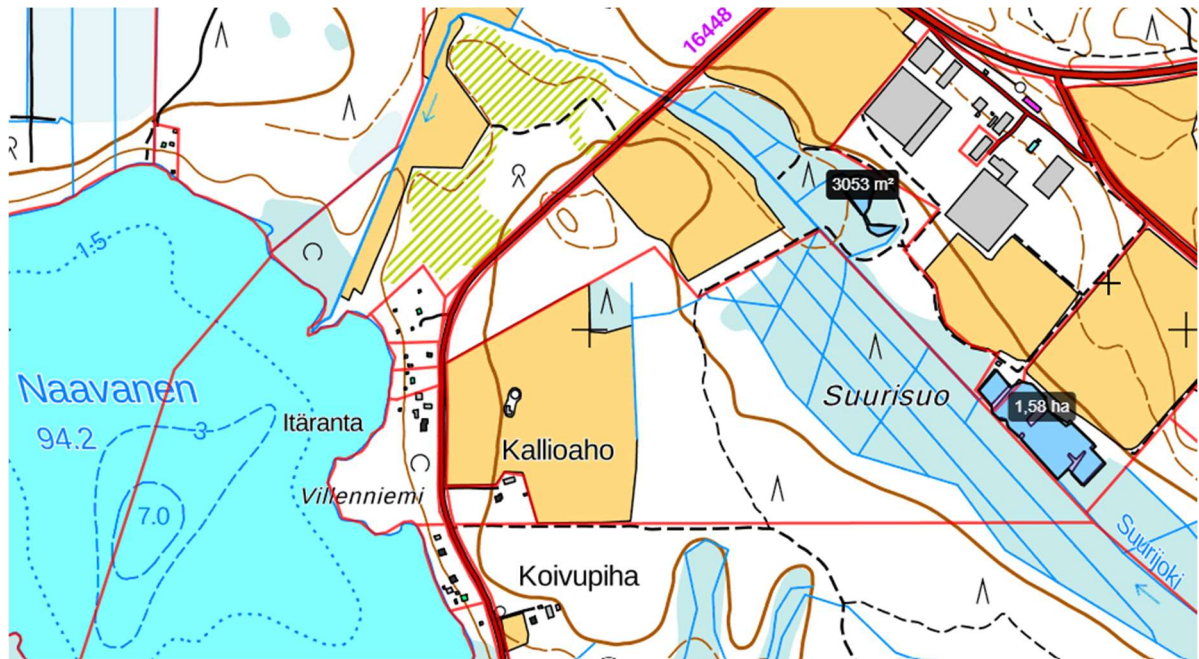 16448
3053 m²
1.5
Naavanen
94.2
3
7.0
Itäranta
Villenniemi
Kallioaho
Koivupiha
Suurisuo
1,58 ha
Suurijoki